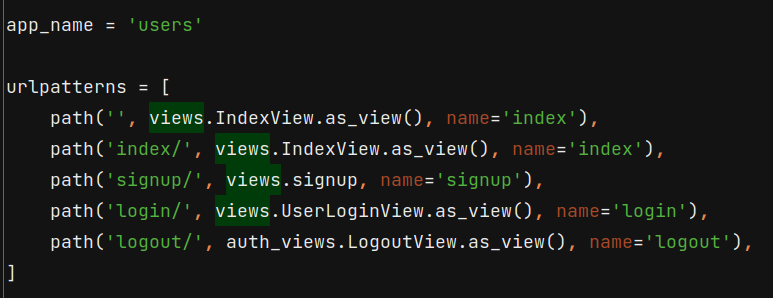 app_name = 'users'
urlpatterns = [
    path('', views.IndexView.as_view(), name='index'),
    path('index/', views.IndexView.as_view(), name='index'),
    path('signup/', views.signup, name='signup'),
    path('login/', views.UserLoginView.as_view(), name='login'),
    path('logout/', auth_views.LogoutView.as_view(), name='logout'),
]